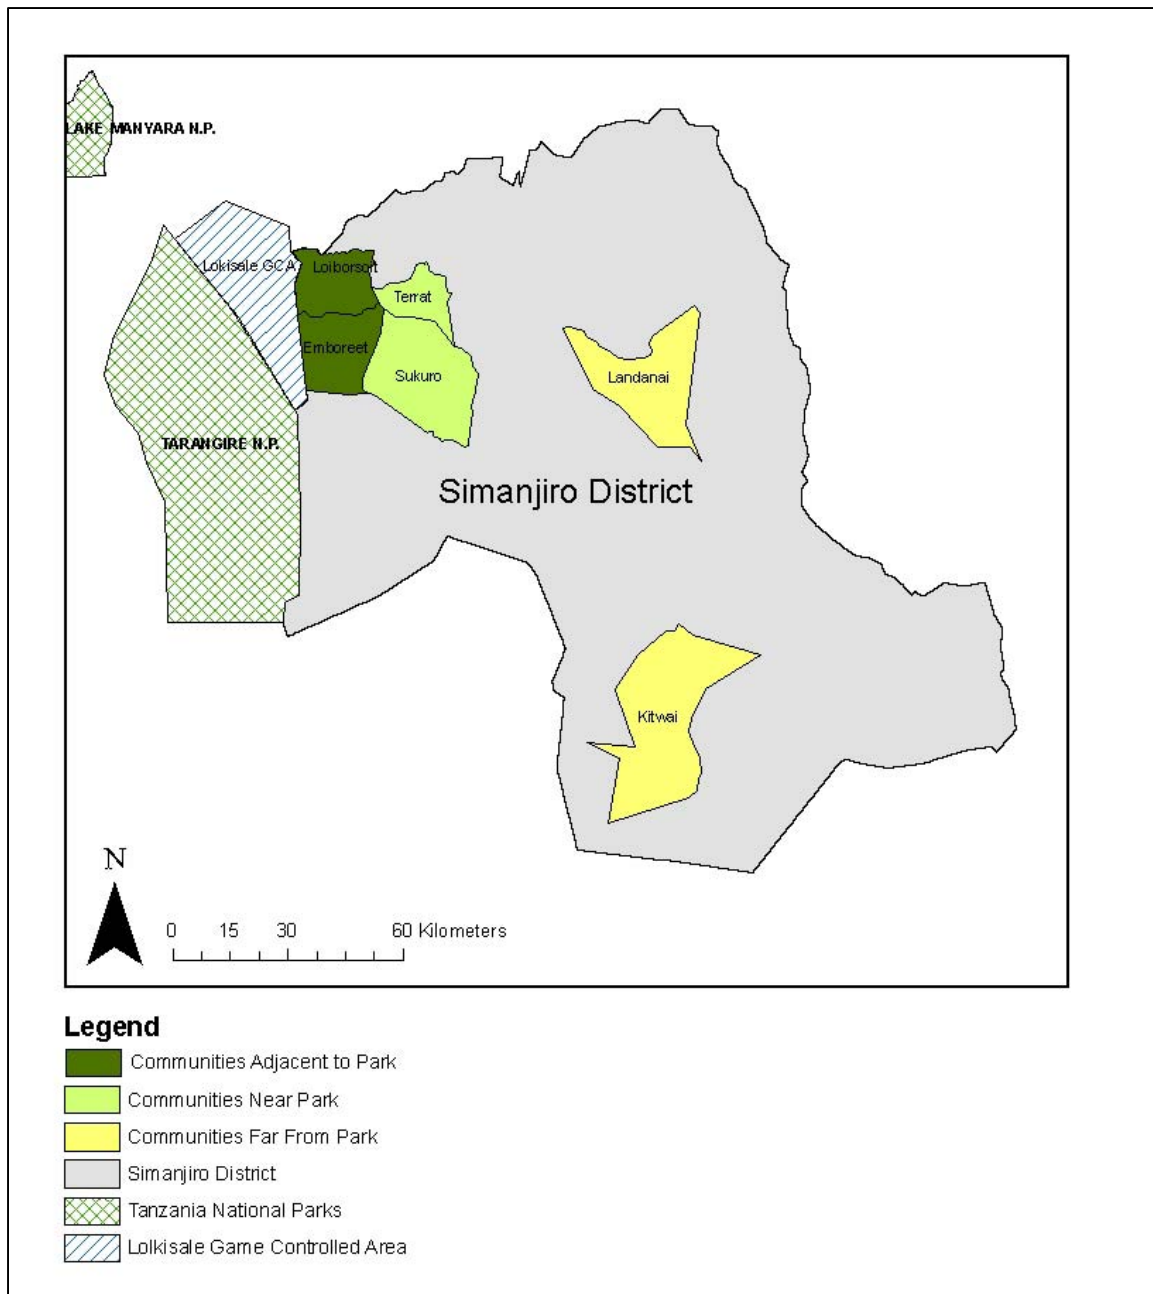 LAKE MANYARA N.P.
Lokisale GCA
Loiborsoit
Terrat
Emboreet
Sukuro
Landanai
TARANGIRE N.P.
Simanjiro District
Kitwai
N
0 15 30 60 Kilometers
Legend
Communities Adjacent to Park
Communities Near Park
Communities Far From Park
Simanjiro District
Tanzania National Parks
Lolkisale Game Controlled Area